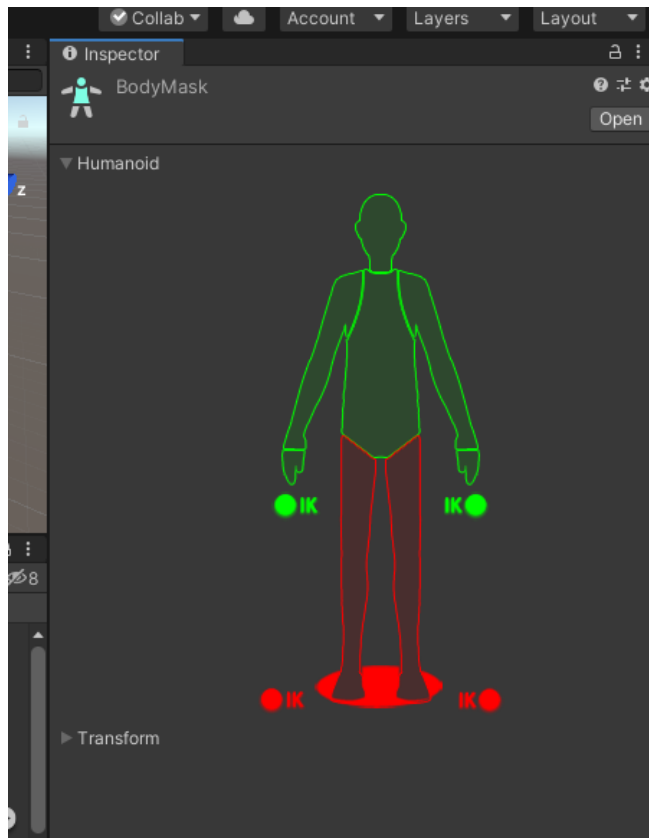 Collab Account Layers Layout
Inspector
BodyMask
Open
Humanoid
z
IK IK
8
IK IK
Transform